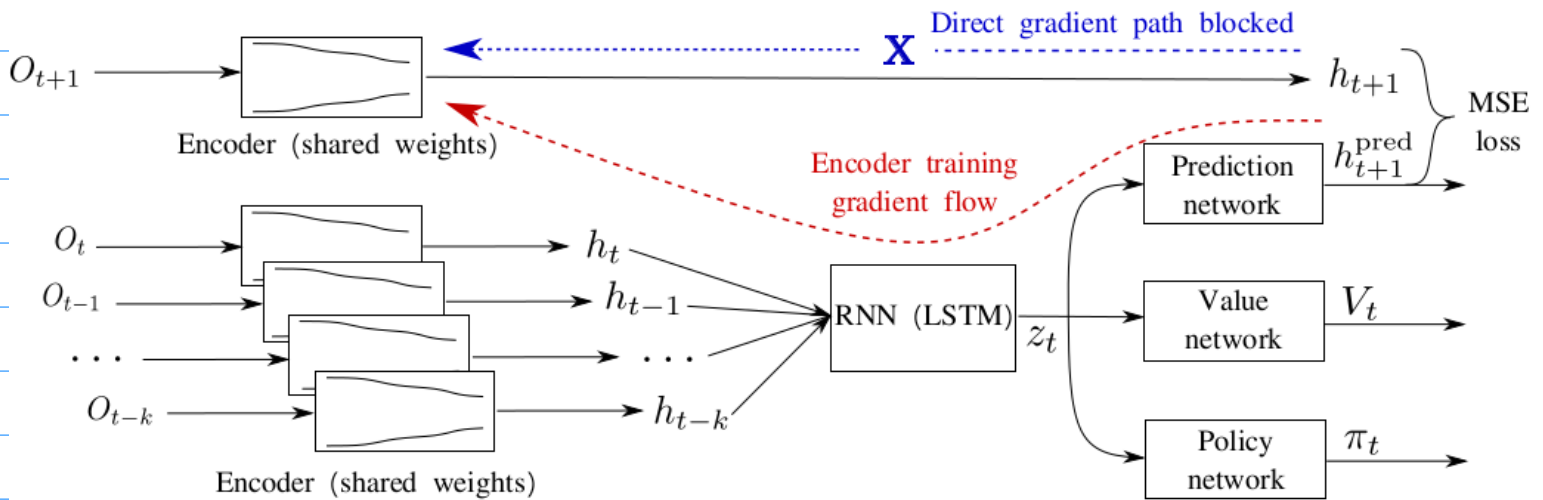 Direct gradient path blocked
X
O_{t+1}
h_{t+1}
MSE
loss
Encoder (shared weights)
h_{t+1}^{pred}
Encoder training
gradient flow
Prediction
network
O_t
h_t
O_{t-1}
h_{t-1}
RNN (LSTM)
z_t
Value
network
V_t
...
...
O_{t-k}
h_{t-k}
Policy
network
π_t
Encoder (shared weights)